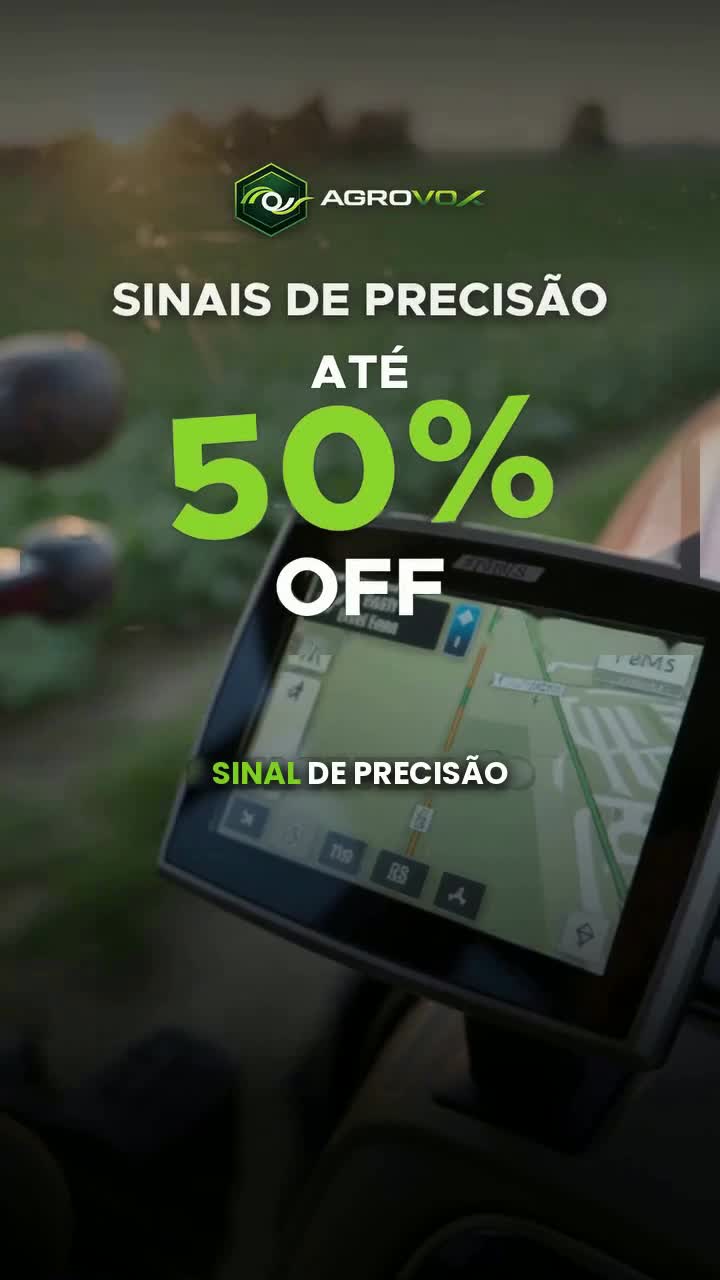 AGROVOX
SINAIS DE PRECISÃO
ATÉ
50%
OFF
SINAL DE PRECISÃO